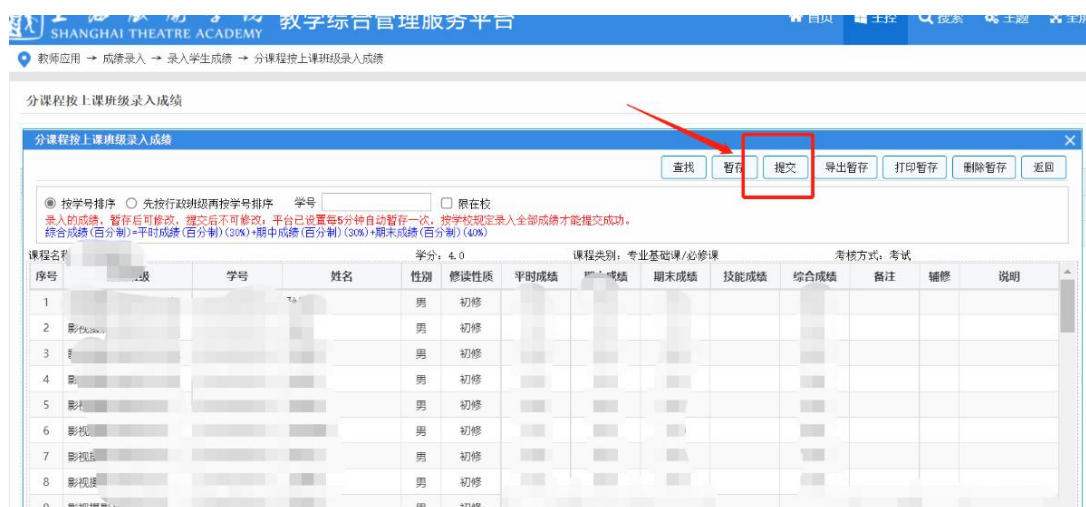 SHANGHAI THEATRE ACADEMY 教学综合管理服务平台 首页 主控 搜索 主题
教师应用 → 成绩录入 → 录入学生成绩 → 分课程按上课班级录入成绩
分课程按上课班级录入成绩
分课程按上课班级录入成绩
查找 暂存 提交 导出暂存 打印暂存 删除暂存 返回
按学号排序 先按行政班级再按学号排序 学号 限在校
录入的成绩，暂存后可修改，提交后不可修改；平台已设置每5分钟自动暂存一次，按学校规定录入全部成绩才能提交成功。
综合成绩(百分制)=平时成绩(百分制)(30%)+期中成绩(百分制)(30%)+期末成绩(百分制)(40%)
课程名称 学分：4.0 课程类别：专业基础课/必修课 考核方式：考试
序号 学号 姓名 性别 修读性质 平时成绩 期末成绩 技能成绩 综合成绩 备注 辅修 说明
1 男 初修
2 影视 男 初修
3 男 初修
4 男 初修
5 男 初修
6 影视 男 初修
7 影视 男 初修
8 影视 男 初修